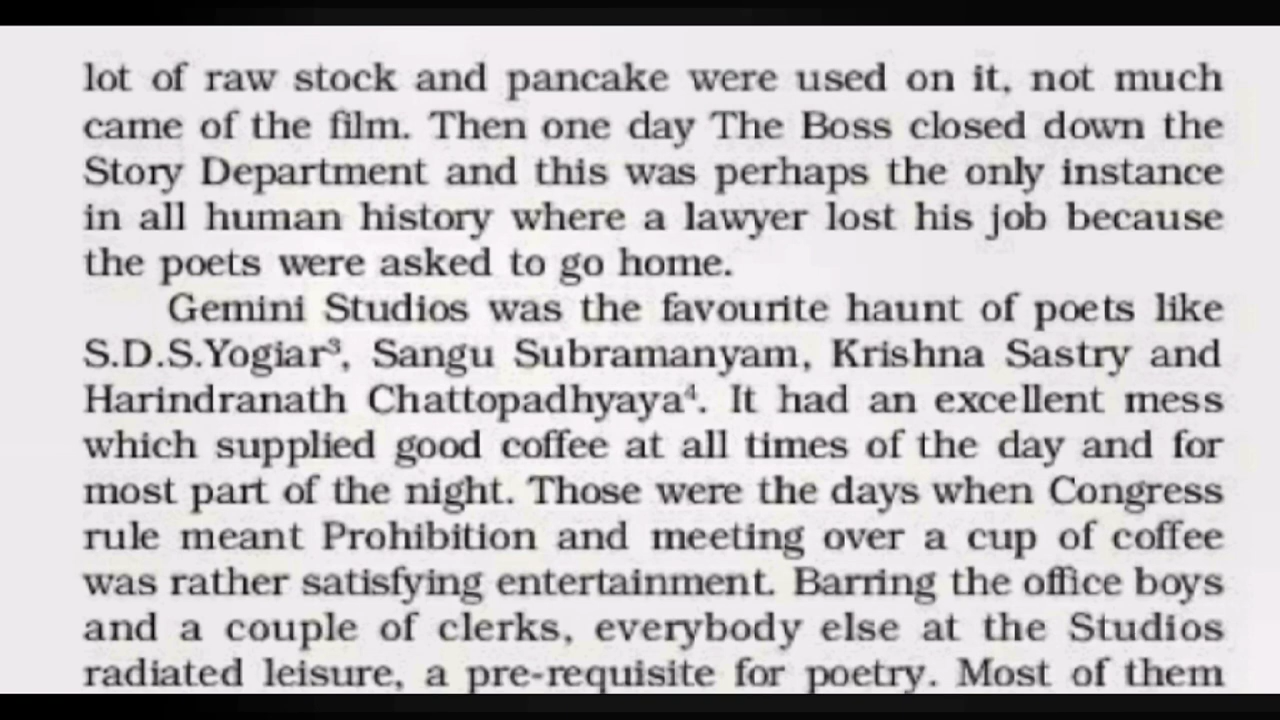 lot of raw stock and pancake were used on it, not much
came of the film. Then one day The Boss closed down the
Story Department and this was perhaps the only instance
in all human history where a lawyer lost his job because
the poets were asked to go home.
Gemini Studios was the favourite haunt of poets like
S.D.S.Yogiar³, Sangu Subramanyam, Krishna Sastry and
Harindranath Chattopadhyaya⁴. It had an excellent mess
which supplied good coffee at all times of the day and for
most part of the night. Those were the days when Congress
rule meant Prohibition and meeting over a cup of coffee
was rather satisfying entertainment. Barring the office boys
and a couple of clerks, everybody else at the Studios
radiated leisure, a pre-requisite for poetry. Most of them